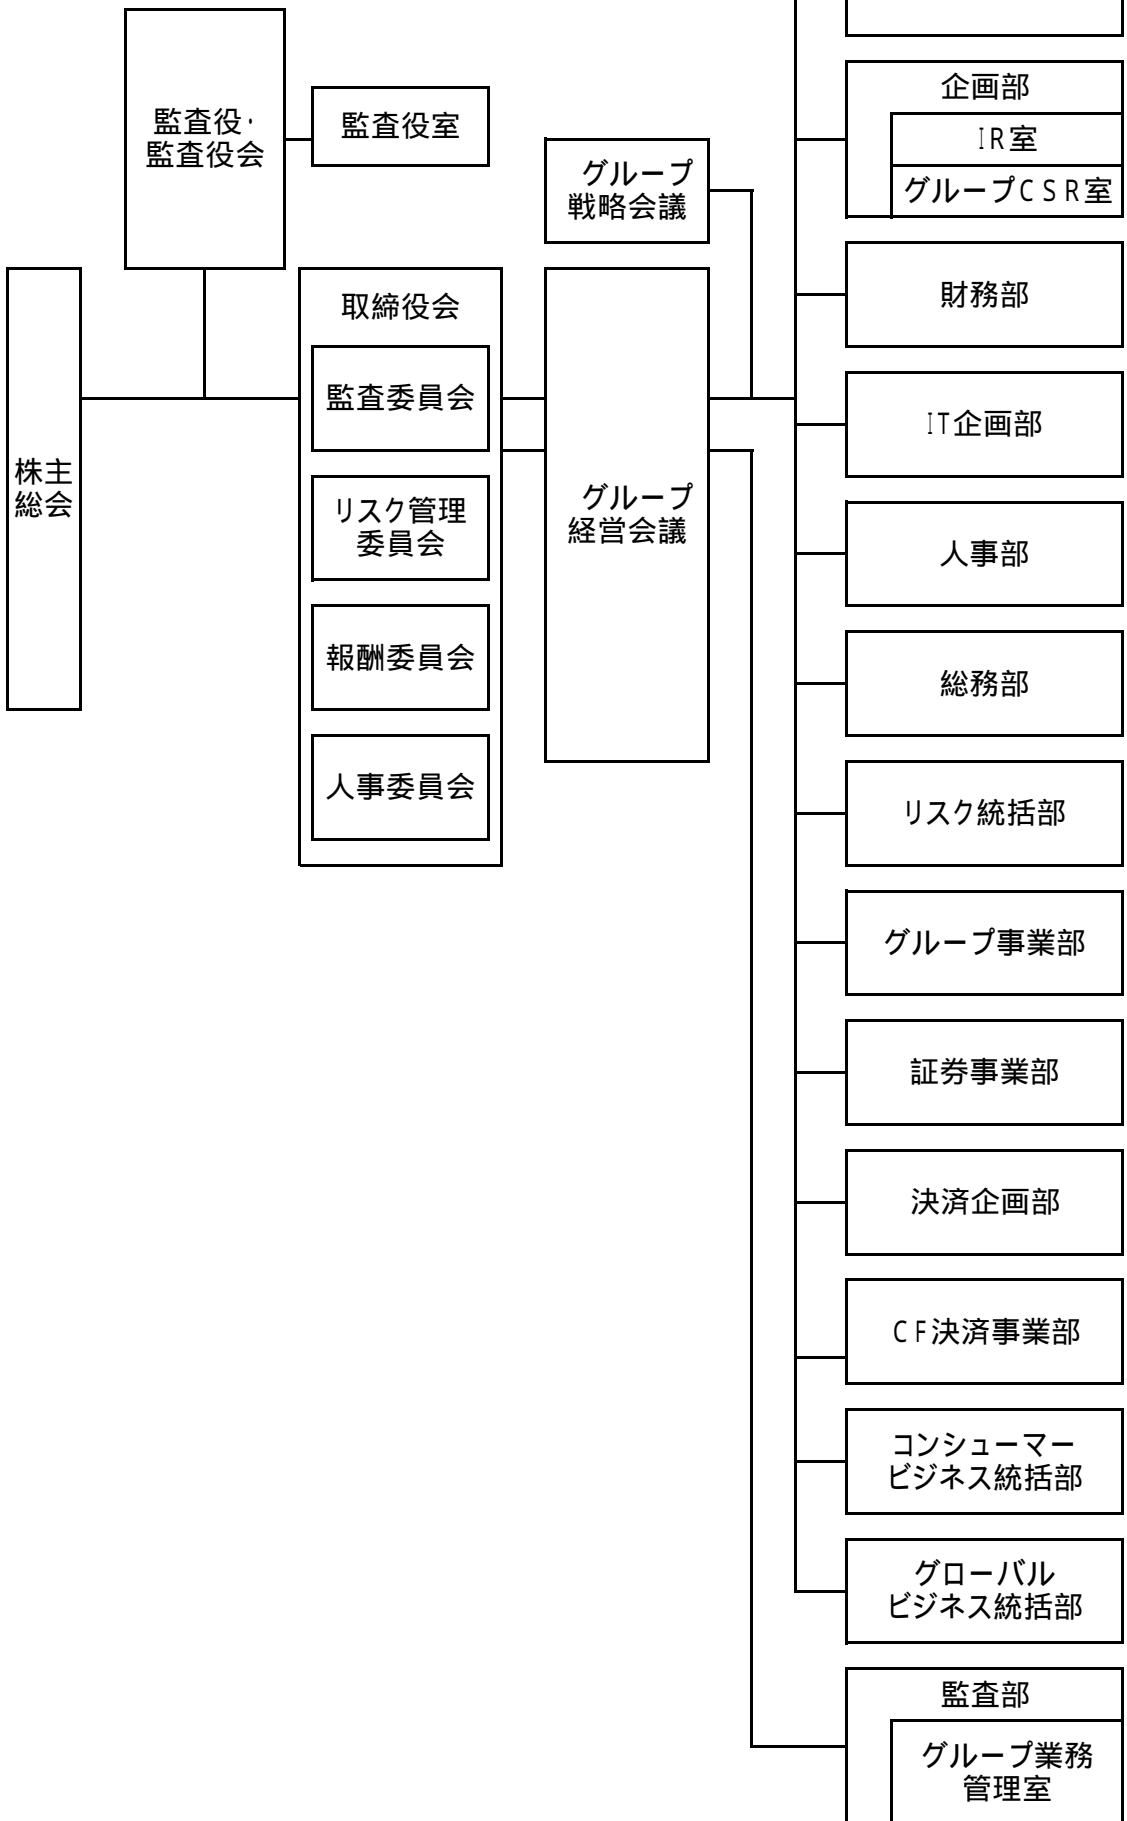 監査役・
監査役会
監査役室
グループ
戦略会議
株主
総会
取締役会
監査委員会
リスク管理
委員会
報酬委員会
人事委員会
グループ
経営会議
企画部
IR室
グループCSR室
財務部
IT企画部
人事部
総務部
リスク統括部
グループ事業部
証券事業部
決済企画部
CF決済事業部
コンシューマー
ビジネス統括部
グローバル
ビジネス統括部
監査部
グループ業務
管理室